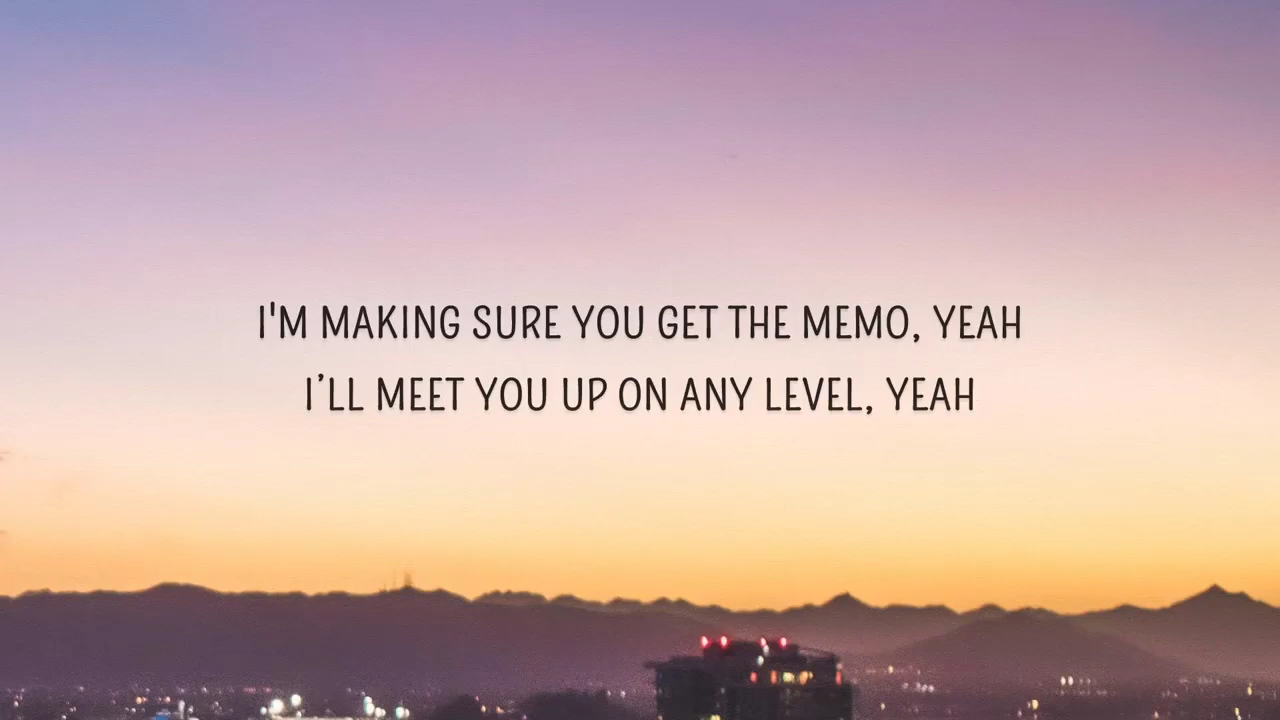 I'M MAKING SURE YOU GET THE MEMO, YEAH
I’LL MEET YOU UP ON ANY LEVEL, YEAH